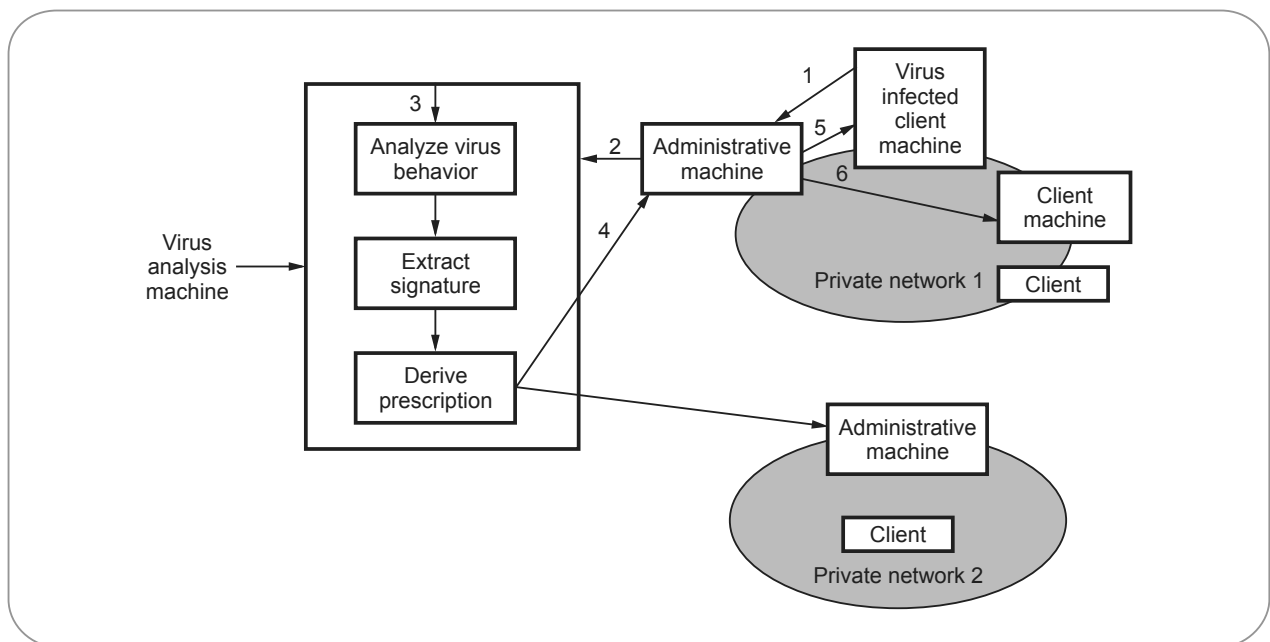 1
Virus
infected
client
machine
3
Analyze virus
behavior
2
Administrative
machine
5
6
Client
machine
4
Virus
analysis
machine
Extract
signature
Private network 1
Client
Derive
prescription
Administrative
machine
Client
Private network 2